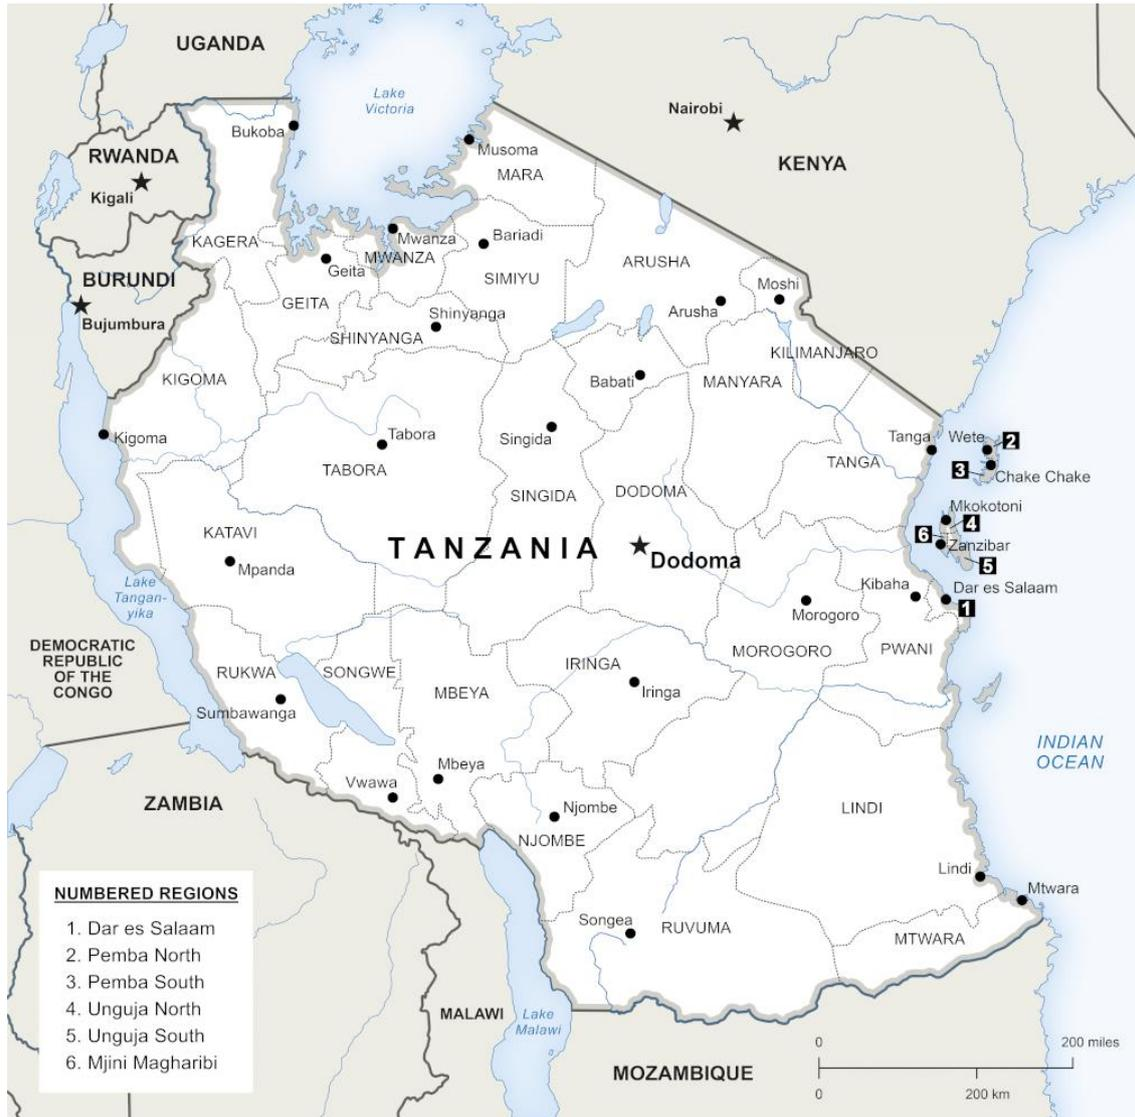 UGANDA
Lake
Victoria
Nairobi
KENYA
Bukoba
Musoma
RWANDA
Kigali
MARA
KAGERA
Mwanza
MWANZA
Bariadi
Geita
SIMIYU
ARUSHA
BURUNDI
Bujumbura
GEITA
Shinyanga
SHINYANGA
Arusha
Moshi
KILIMANJARO
KIGOMA
Babati
MANYARA
Kigoma
Tabora
TABORA
Singida
SINGIDA
DODOMA
Tanga
TANGA
Wete
2
3
Chake Chake
Mkokotoni
4
6
Zanzibar
5
KATAVI
Mpanda
TANZANIA
Dodoma
Kibaha
Dar es Salaam
1
Morogoro
MOROGORO
PWANI
Lake
Tangan-
yika
DEMOCRATIC
REPUBLIC
OF THE
CONGO
RUKWA
SONGWE
Sumbawanga
MBEYA
IRINGA
Iringa
INDIAN
OCEAN
Vwawa
Mbeya
ZAMBIA
Njombe
NJOMBE
LINDI
Lindi
Mtwara
Songea
RUVUMA
MTWARA
NUMBERED REGIONS
1. Dar es Salaam
2. Pemba North
3. Pemba South
4. Unguja North
5. Unguja South
6. Mjini Magharibi
MALAWI
Lake
Malawi
MOZAMBIQUE
0 200 miles
0 200 km